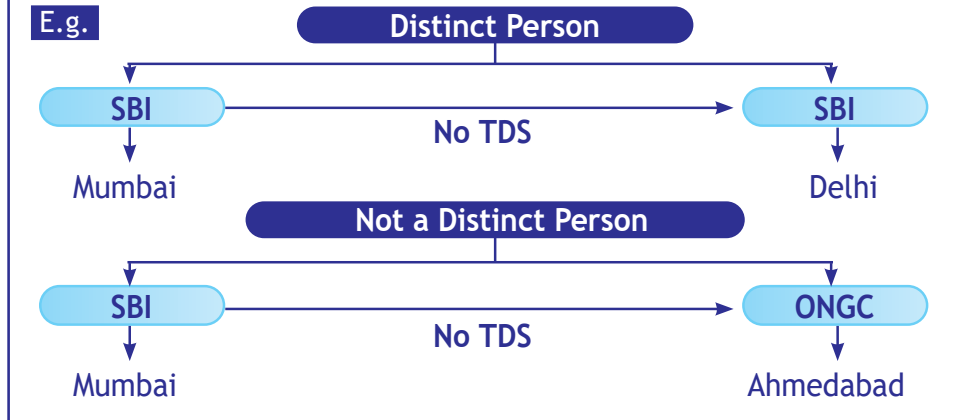 E.g.
Distinct Person
SBI SBI
No TDS
Mumbai Delhi
Not a Distinct Person
SBI ONGC
No TDS
Mumbai Ahmedabad